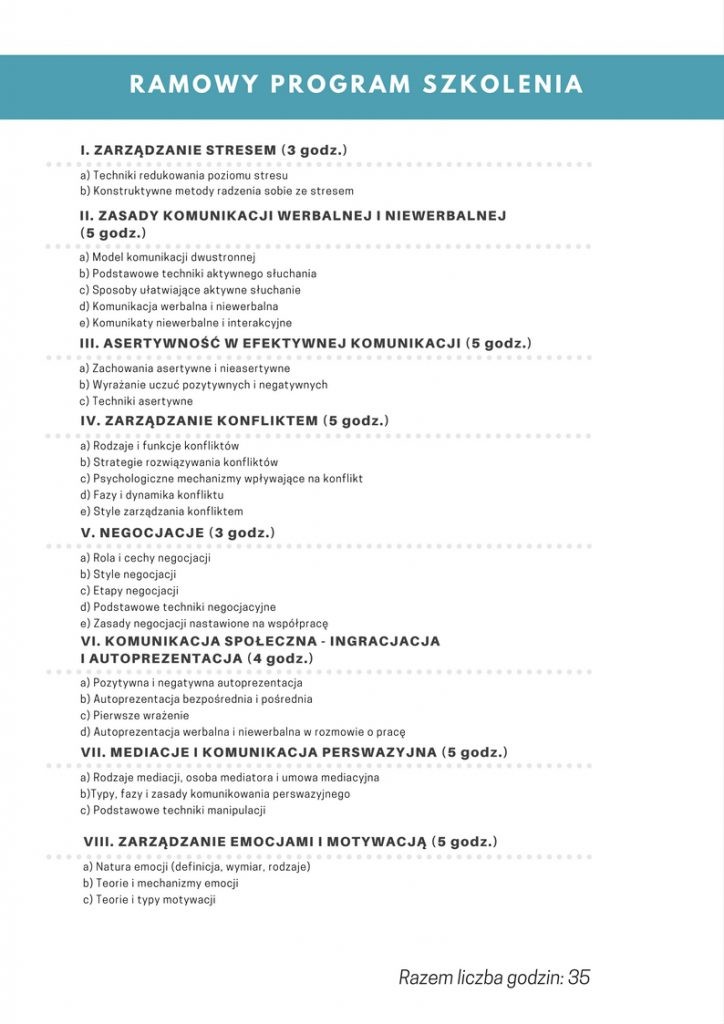 RAMOWY PROGRAM SZKOLENIA
I. ZARZĄDZANIE STRESEM (3 godz.)
a) Techniki redukowania poziomu stresu
b) Konstruktywne metody radzenia sobie ze stresem
II. ZASADY KOMUNIKACJI WERBALNEJ I NIEWERBALNEJ
(5 godz.)
a) Model komunikacji dwustronnej
b) Podstawowe techniki aktywnego słuchania
c) Sposoby ułatwiające aktywne słuchanie
d) Komunikacja werbalna i niewerbalna
e) Komunikaty niewerbalne i interakcyjne
III. ASERTYWNOŚĆ W EFEKTYWNEJ KOMUNIKACJI (5 godz.)
a) Zachowania asertywne i nieasertywne
b) Wyrażanie uczuć pozytywnych i negatywnych
c) Techniki asertywne
IV. ZARZĄDZANIE KONFLIKTEM (5 godz.)
a) Rodzaje i funkcje konfliktów
b) Strategie rozwiązywania konfliktów
c) Psychologiczne mechanizmy wpływające na konflikt
d) Fazy i dynamika konfliktu
e) Style zarządzania konfliktem
V. NEGOCJACJE (3 godz.)
a) Rola i cechy negocjacji
b) Style negocjacji
c) Etapy negocjacji
d) Podstawowe techniki negocjacyjne
e) Zasady negocjacji nastawione na współpracę
VI. KOMUNIKACJA SPOŁECZNA - INGRACJACJA
I AUTOPREZENTACJA (4 godz.)
a) Pozytywna i negatywna autoprezentacja
b) Autoprezentacja bezpośrednia i pośrednia
c) Pierwsze wrażenie
d) Autoprezentacja werbalna i niewerbalna w rozmowie o pracę
VII. MEDIACJE I KOMUNIKACJA PERSWAZYJNA (5 godz.)
a) Rodzaje mediacji, osoba mediatora i umowa mediacyjna
b)Typy, fazy i zasady komunikowania perswazyjnego
c) Podstawowe techniki manipulacji
VIII. ZARZĄDZANIE EMOCJAMI I MOTYWACJĄ (5 godz.)
a) Natura emocji (definicja, wymiar, rodzaje)
b) Teorie i mechanizmy emocji
c) Teorie i typy motywacji
Razem liczba godzin: 35